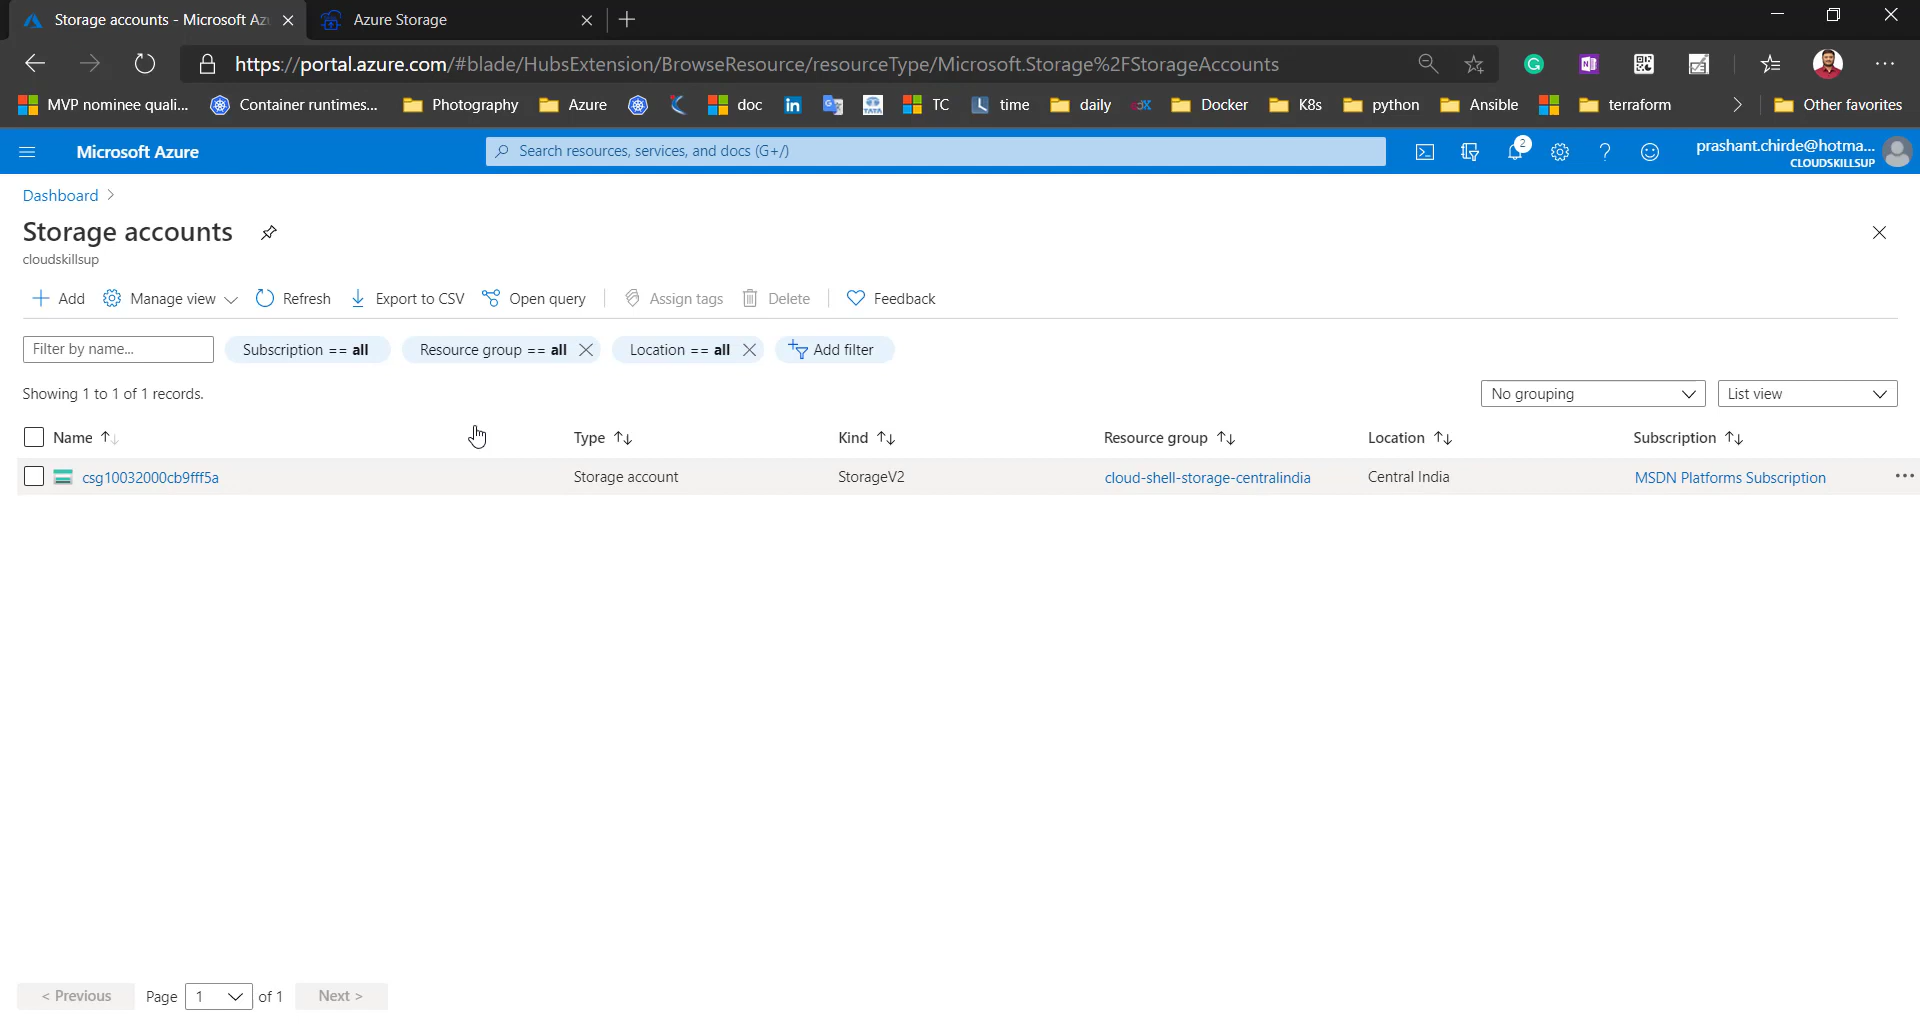 Storage accounts - Microsoft Az
Azure Storage
https://portal.azure.com/#blade/HubsExtension/BrowseResource/resourceType/Microsoft.Storage%2FStorageAccounts
MVP nominee quali... Container runtimes... Photography Azure doc in TC time daily Docker K8s python Ansible terraform Other favorites
Microsoft Azure
Search resources, services, and docs (G+/)
2
prashant.chirde@hotma...
CLOUDSKILLSUP
Dashboard >
Storage accounts
cloudskillsup
+ Add Manage view Refresh Export to CSV Open query Assign tags Delete Feedback
Filter by name... Subscription == all Resource group == all Location == all Add filter
Showing 1 to 1 of 1 records.
No grouping List view
Name Type Kind Resource group Location Subscription
csg10032000cb9fff5a Storage account StorageV2 cloud-shell-storage-centralindia Central India MSDN Platforms Subscription ...
< Previous Page 1 of 1 Next >